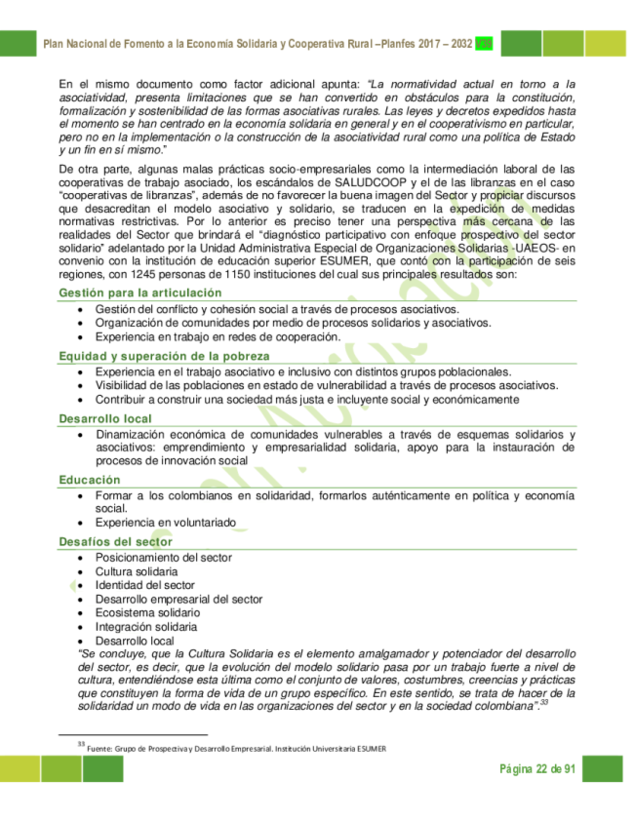 Plan Nacional de Fomento a la Economía Solidaria y Cooperativa Rural –Planfes 2017 – 2032 V39
En el mismo documento como factor adicional apunta: “La normatividad actual en torno a la
asociatividad, presenta limitaciones que se han convertido en obstáculos para la constitución,
formalización y sostenibilidad de las formas asociativas rurales. Las leyes y decretos expedidos hasta
el momento se han centrado en la economía solidaria en general y en el cooperativismo en particular,
pero no en la implementación o la construcción de la asociatividad rural como una política de Estado
y un fin en sí mismo.”
De otra parte, algunas malas prácticas socio-empresariales como la intermediación laboral de las
cooperativas de trabajo asociado, los escándalos de SALUDCOOP y el de las libranzas en el caso
“cooperativas de libranzas”, además de no favorecer la buena imagen del Sector y propiciar discursos
que desacreditan el modelo asociativo y solidario, se traducen en la expedición de medidas
normativas restrictivas. Por lo anterior es preciso tener una perspectiva más cercana de las
realidades del Sector que brindará el “diagnóstico participativo con enfoque prospectivo del sector
solidario” adelantado por la Unidad Administrativa Especial de Organizaciones Solidarias -UAEOS- en
convenio con la institución de educación superior ESUMER, que contó con la participación de seis
regiones, con 1245 personas de 1150 instituciones del cual sus principales resultados son:
Gestión para la articulación
• Gestión del conflicto y cohesión social a través de procesos asociativos.
• Organización de comunidades por medio de procesos solidarios y asociativos.
• Experiencia en trabajo en redes de cooperación.
Equidad y superación de la pobreza
• Experiencia en el trabajo asociativo e inclusivo con distintos grupos poblacionales.
• Visibilidad de las poblaciones en estado de vulnerabilidad a través de procesos asociativos.
• Contribuir a construir una sociedad más justa e incluyente social y económicamente
Desarrollo local
• Dinamización económica de comunidades vulnerables a través de esquemas solidarios y
asociativos: emprendimiento y empresarialidad solidaria, apoyo para la instauración de
procesos de innovación social
Educación
• Formar a los colombianos en solidaridad, formarlos auténticamente en política y economía
social.
• Experiencia en voluntariado
Desafíos del sector
• Posicionamiento del sector
• Cultura solidaria
• Identidad del sector
• Desarrollo empresarial del sector
• Ecosistema solidario
• Integración solidaria
• Desarrollo local
“Se concluye, que la Cultura Solidaria es el elemento amalgamador y potenciador del desarrollo
del sector, es decir, que la evolución del modelo solidario pasa por un trabajo fuerte a nivel de
cultura, entendiéndose esta última como el conjunto de valores, costumbres, creencias y prácticas
que constituyen la forma de vida de un grupo específico. En este sentido, se trata de hacer de la
solidaridad un modo de vida en las organizaciones del sector y en la sociedad colombiana”.33
33 Fuente: Grupo de Prospectiva y Desarrollo Empresarial. Institución Universitaria ESUMER
Página 22 de 91